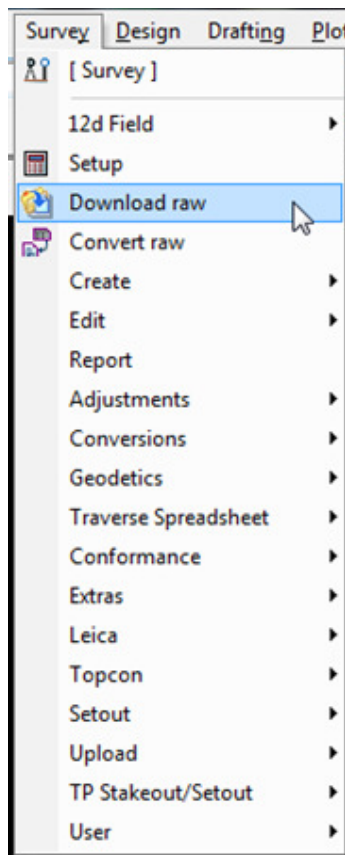 Survey Design Drafting Plot
[ Survey ]
12d Field
Setup
Download raw
Convert raw
Create
Edit
Report
Adjustments
Conversions
Geodetics
Traverse Spreadsheet
Conformance
Extras
Leica
Topcon
Setout
Upload
TP Stakeout/Setout
User